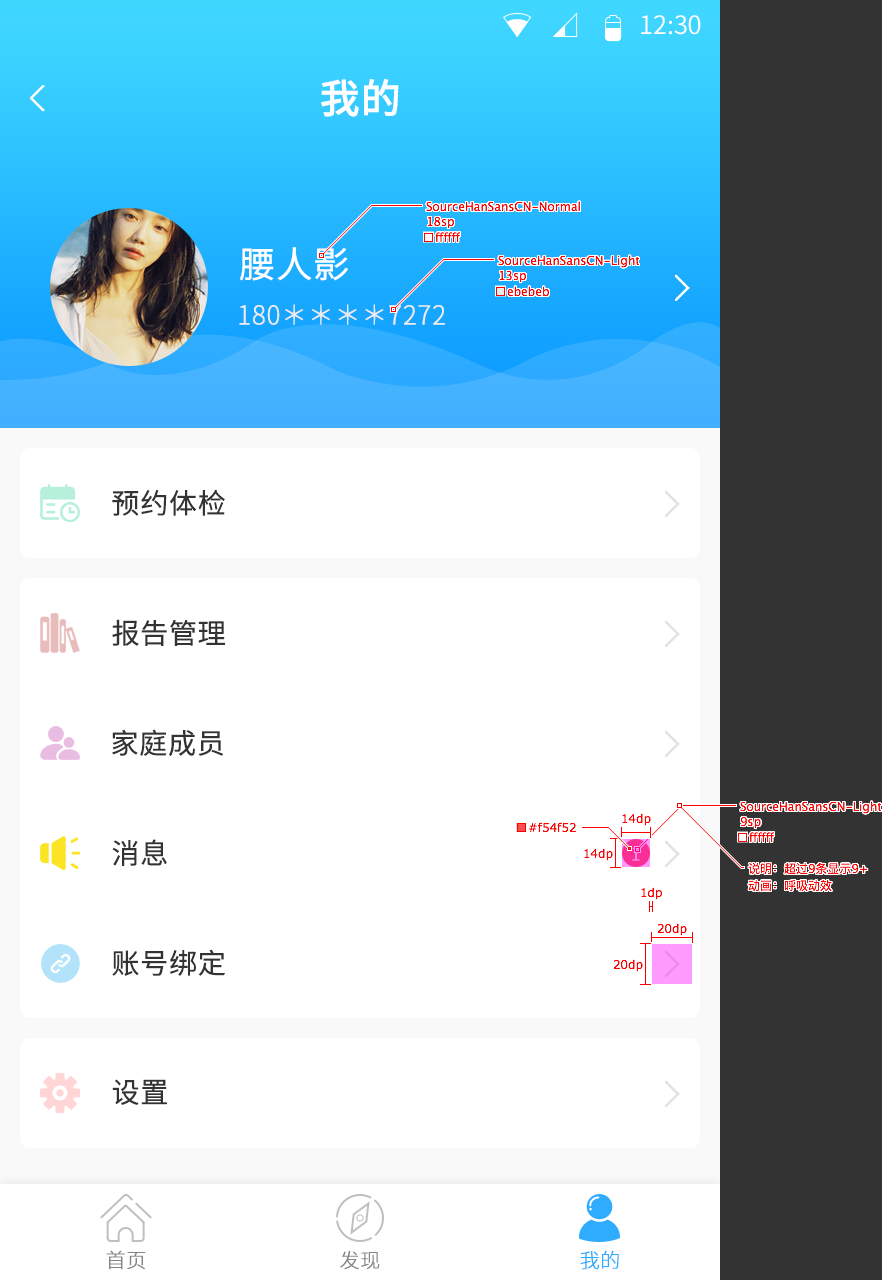 12:30
我的
SourceHanSansCN-Normal
18sp
ffffff
腰人影
SourceHanSansCN-Light
13sp
ebebeb
180＊＊＊＊7272
预约体检
报告管理
家庭成员
消息
#f54f52
14dp
14dp
1
SourceHanSansCN-Light
9sp
ffffff
说明：超过9条显示9+
动画：呼吸动效
1dp
20dp
20dp
账号绑定
设置
首页
发现
我的